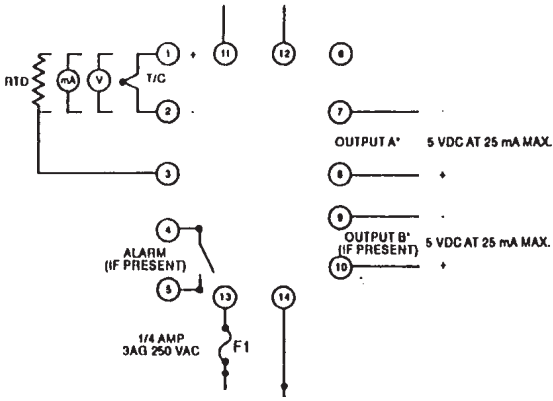 1 + 11 12 6
RTD mA V T/C
2 - 7 -
OUTPUT A* 5 VDC AT 25 mA MAX.
3 8 +
4 9 -
ALARM
(IF PRESENT)
OUTPUT B*
(IF PRESENT)
5 VDC AT 25 mA MAX.
10 +
5 13 14
1/4 AMP
3AG 250 VAC
F1